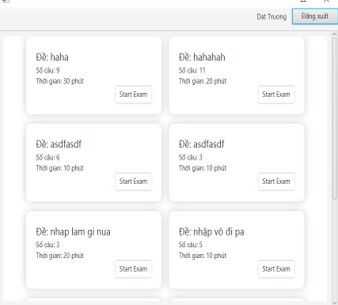 Dat Truong Đăng xuất
Đề: haha
Số câu: 9
Thời gian: 30 phút
Start Exam
Đề: hahahah
Số câu: 11
Thời gian: 20 phút
Start Exam
Đề: asdfasdf
Số câu: 6
Thời gian: 10 phút
Start Exam
Đề: asdfasdf
Số câu: 3
Thời gian: 10 phút
Start Exam
Đề: nhap lam gi nua
Số câu: 3
Thời gian: 20 phút
Start Exam
Đề: nhập vô đi pa
Số câu: 5
Thời gian: 10 phút
Start Exam